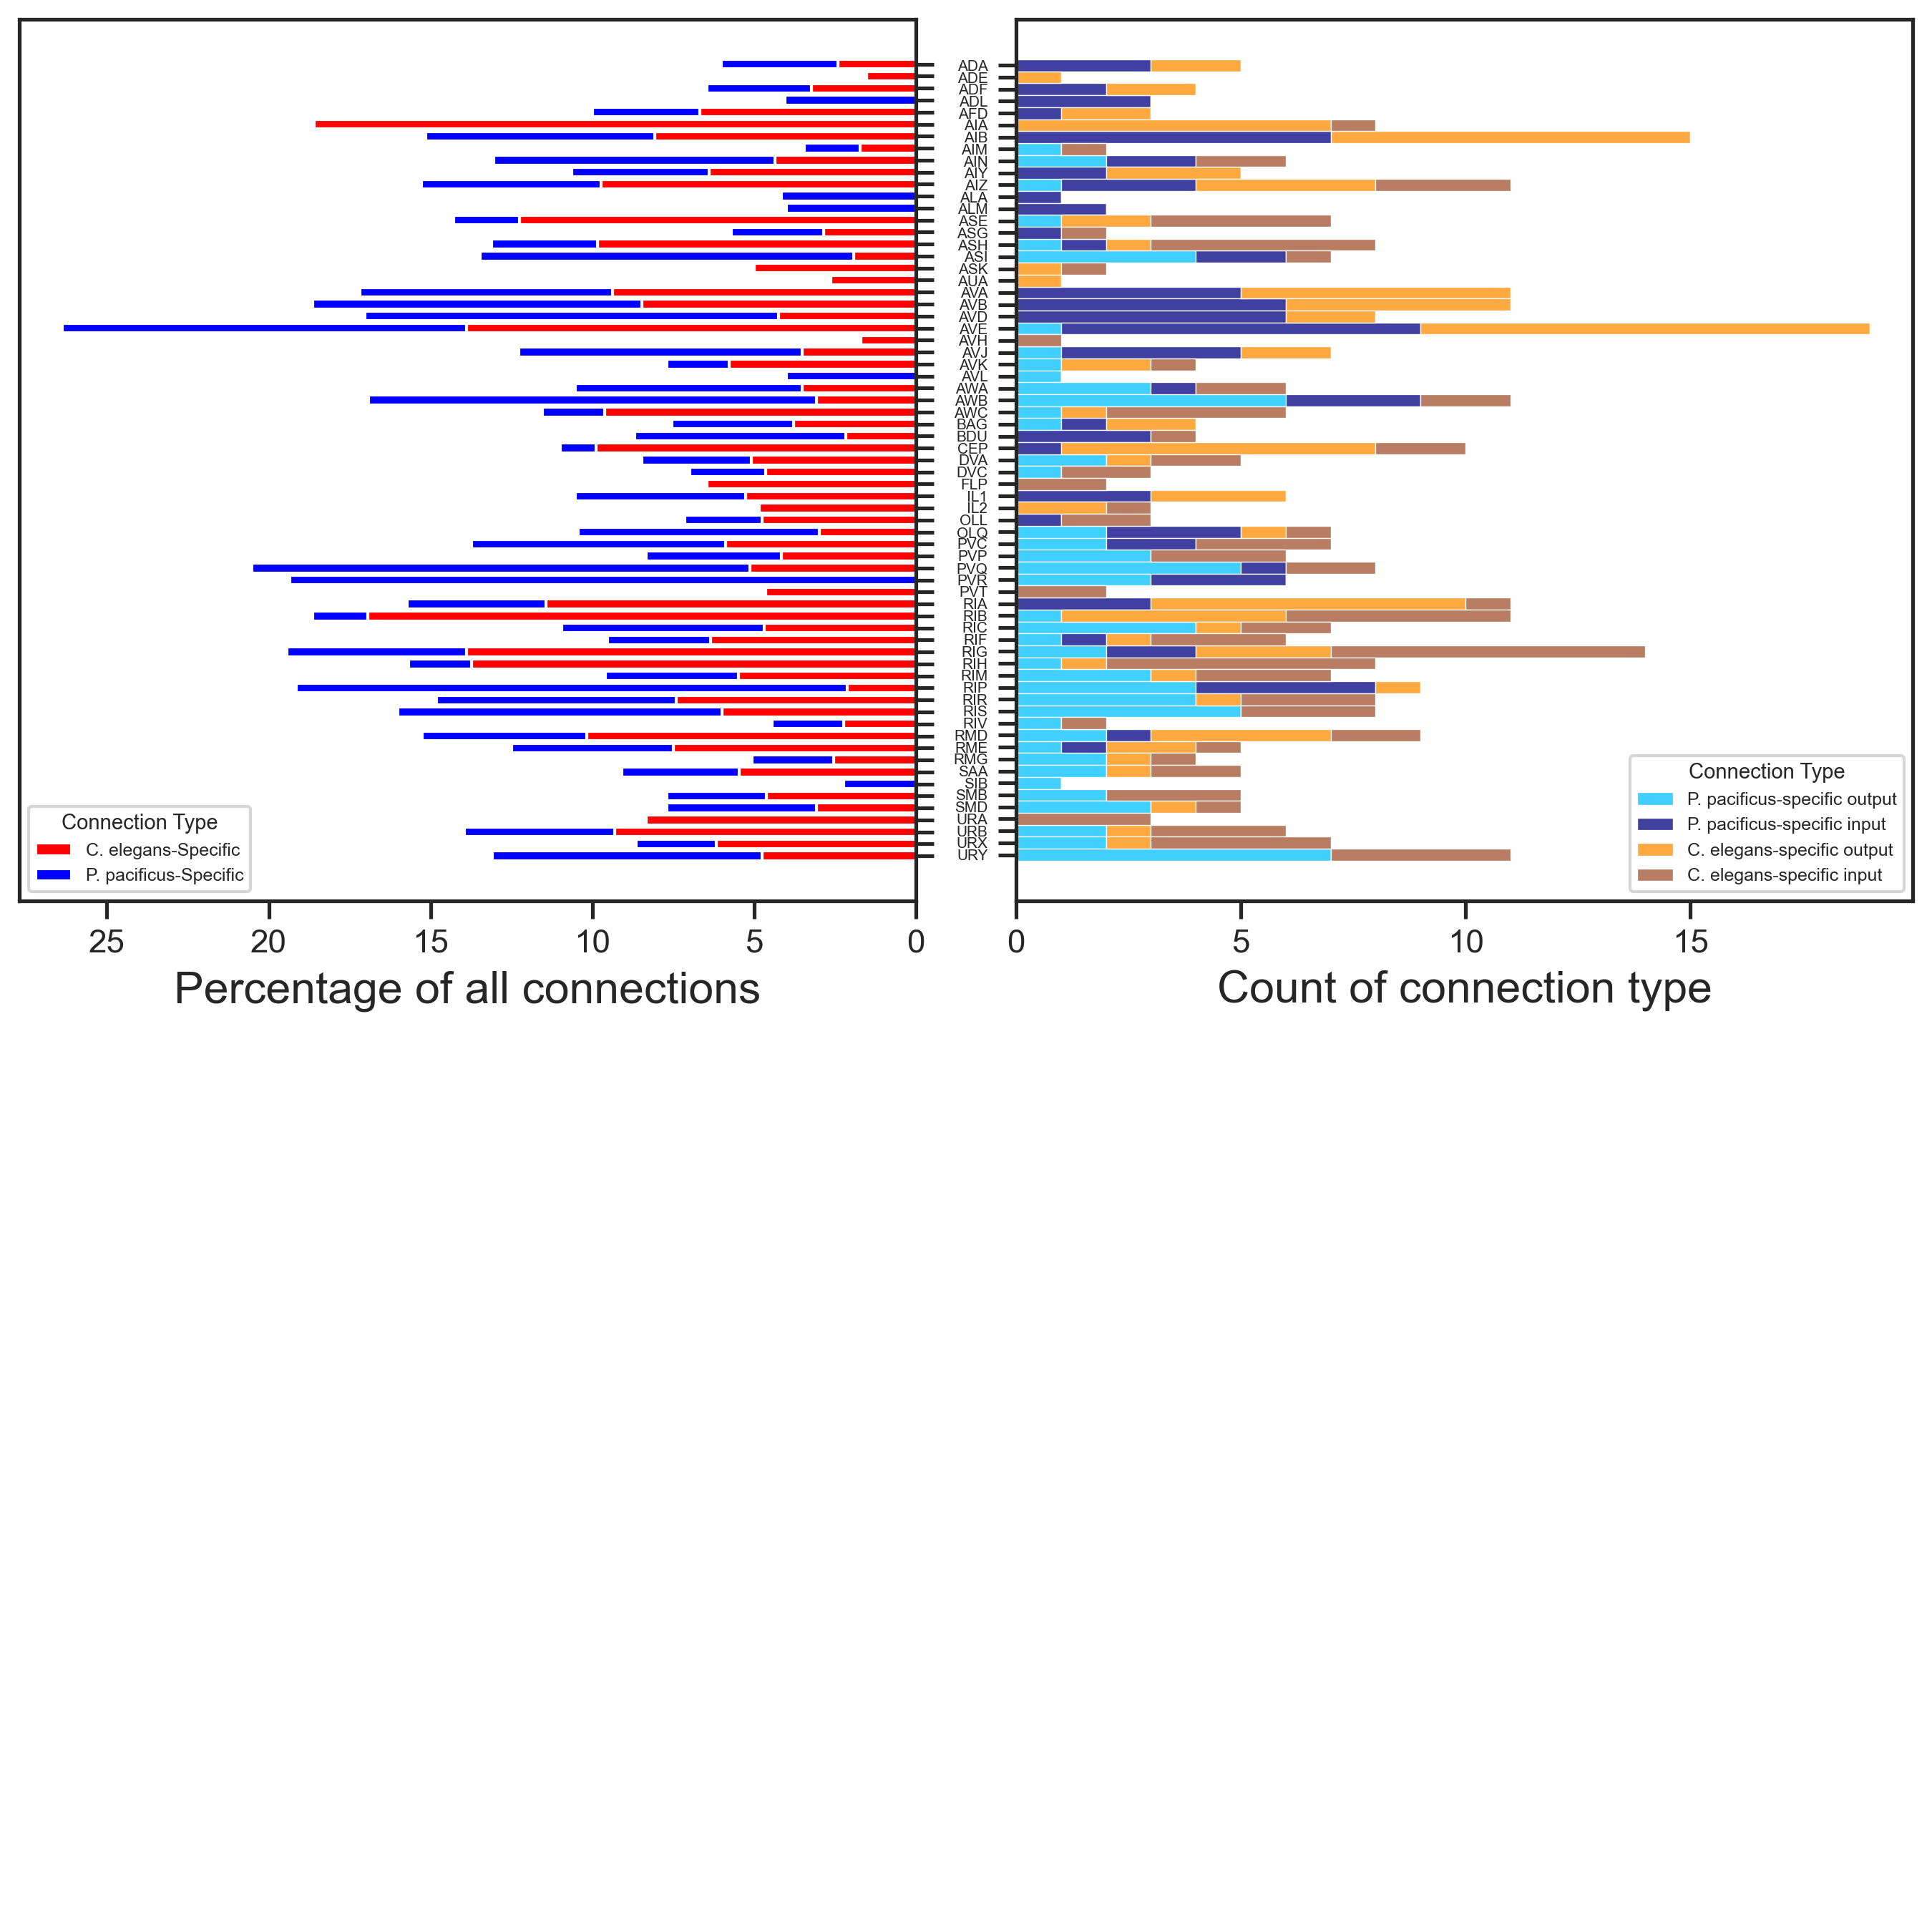 ADA
ADE
ADF
ADL
AFD
AIA
AIB
AIM
AIN
AIY
AIZ
ALA
ALM
ASE
ASG
ASH
ASI
ASK
AUA
AVA
AVB
AVD
AVE
AVH
AVJ
AVK
AVL
AWA
AWB
AWC
BAG
BDU
CEP
DVA
DVC
FLP
IL1
IL2
OLL
OLQ
PVC
PVP
PVQ
PVR
PVT
RIA
RIB
RIC
RIF
RIG
RIH
RIM
RIP
RIR
RIS
RIV
RMD
RME
RMG
SAA
SIB
SMB
SMD
URA
URB
URX
URY
Connection Type
C. elegans-Specific
P. pacificus-Specific
25 20 15 10 5 0
Percentage of all connections
Connection Type
P. pacificus-specific output
P. pacificus-specific input
C. elegans-specific output
C. elegans-specific input
0 5 10 15
Count of connection type